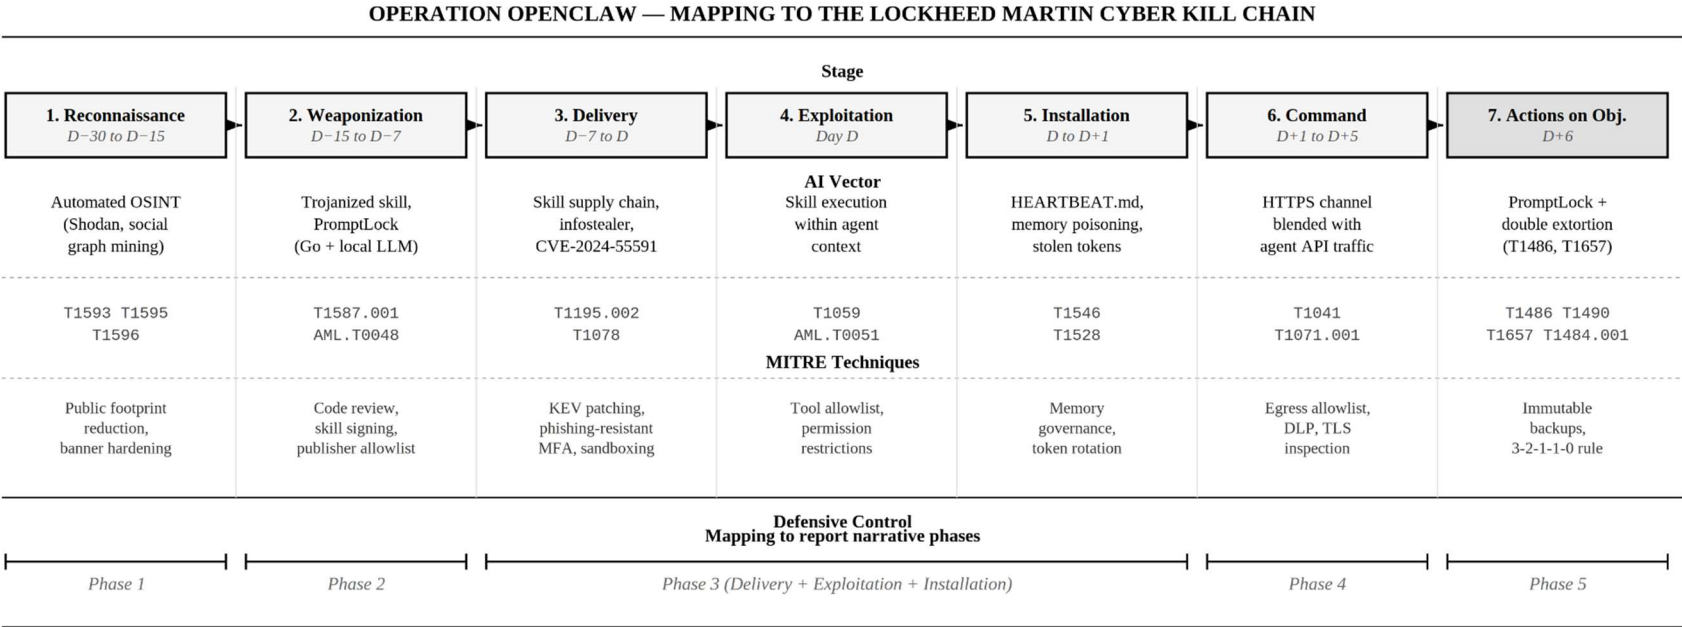 OPERATION OPENCLAW — MAPPING TO THE LOCKHEED MARTIN CYBER KILL CHAIN
Stage
1. Reconnaissance
D−30 to D−15
2. Weaponization
D−15 to D−7
3. Delivery
D−7 to D
4. Exploitation
Day D
5. Installation
D to D+1
6. Command
D+1 to D+5
7. Actions on Obj.
D+6
AI Vector
Automated OSINT
(Shodan, social
graph mining)
Trojanized skill,
PromptLock
(Go + local LLM)
Skill supply chain,
infostealer,
CVE-2024-55591
Skill execution
within agent
context
HEARTBEAT.md,
memory poisoning,
stolen tokens
HTTPS channel
blended with
agent API traffic
PromptLock +
double extortion
(T1486, T1657)
T1593 T1595
T1596
T1587.001
AML.T0048
T1195.002
T1078
T1059
AML.T0051
T1546
T1528
T1041
T1071.001
T1486 T1490
T1657 T1484.001
MITRE Techniques
Public footprint
reduction,
banner hardening
Code review,
skill signing,
publisher allowlist
KEV patching,
phishing-resistant
MFA, sandboxing
Tool allowlist,
permission
restrictions
Memory
governance,
token rotation
Egress allowlist,
DLP, TLS
inspection
Immutable
backups,
3-2-1-1-0 rule
Defensive Control
Mapping to report narrative phases
Phase 1
Phase 2
Phase 3 (Delivery + Exploitation + Installation)
Phase 4
Phase 5